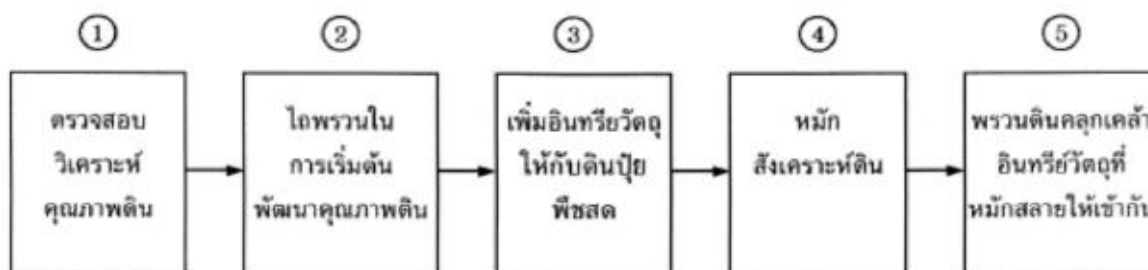 ①
②
③
④
⑤
ตรวจสอบ
วิเคราะห์
คุณภาพดิน
ไถพรวนใน
การเริ่มต้น
พัฒนาคุณภาพดิน
เพิ่มอินทรียวัตถุ
ให้กับดินปุ๋ย
พืชสด
หมัก
สังเคราะห์ดิน
พรวนดินคลุกเคล้า
อินทรีย์วัตถุที่
หมักสลายให้เข้ากัน